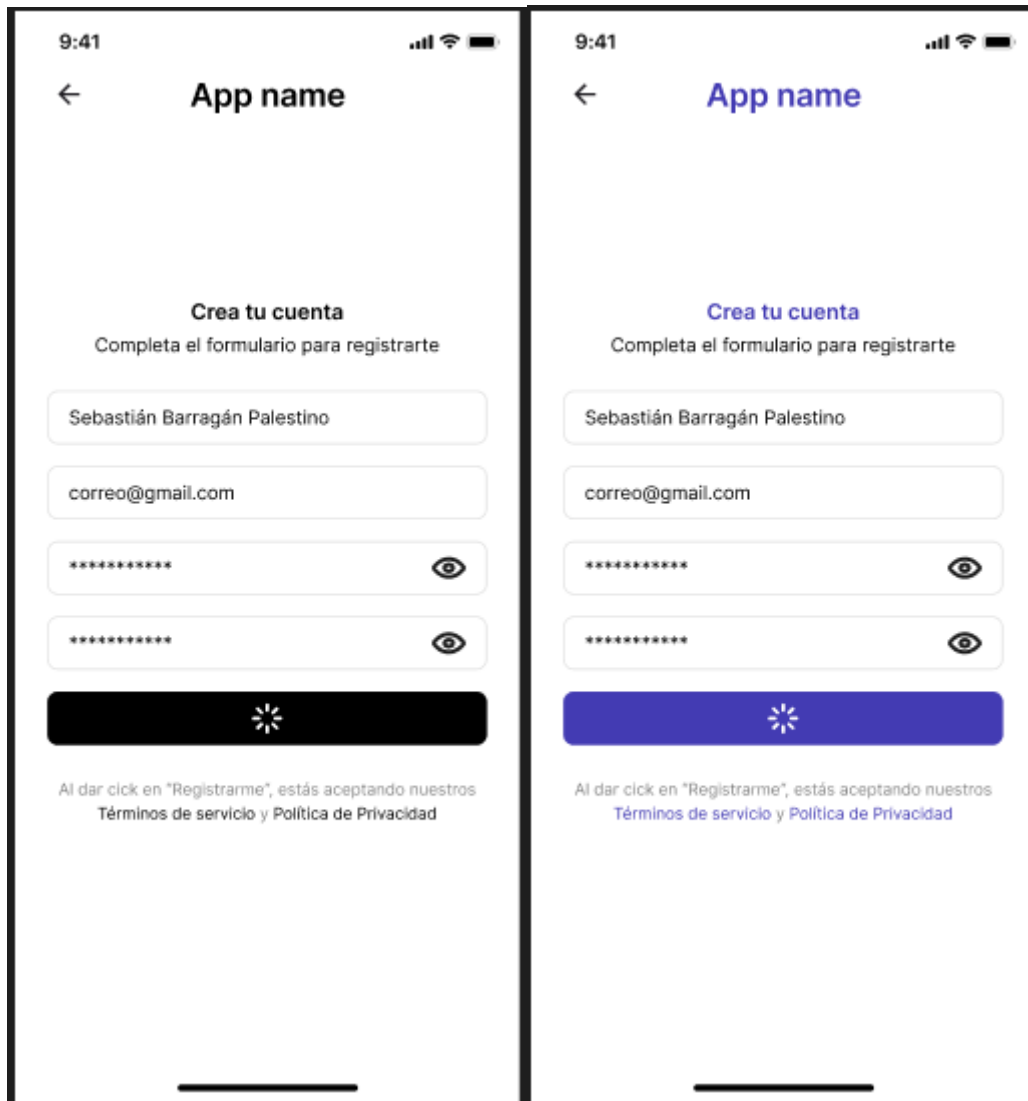 9:41
App name
Crea tu cuenta
Completa el formulario para registrarte
Sebastián Barragán Palestino
correo@gmail.com
***********
***********
Al dar cick en "Registrarme", estás aceptando nuestros
Términos de servicio y Política de Privacidad
9:41
App name
Crea tu cuenta
Completa el formulario para registrarte
Sebastián Barragán Palestino
correo@gmail.com
***********
***********
Al dar cick en "Registrarme", estás aceptando nuestros
Términos de servicio y Política de Privacidad